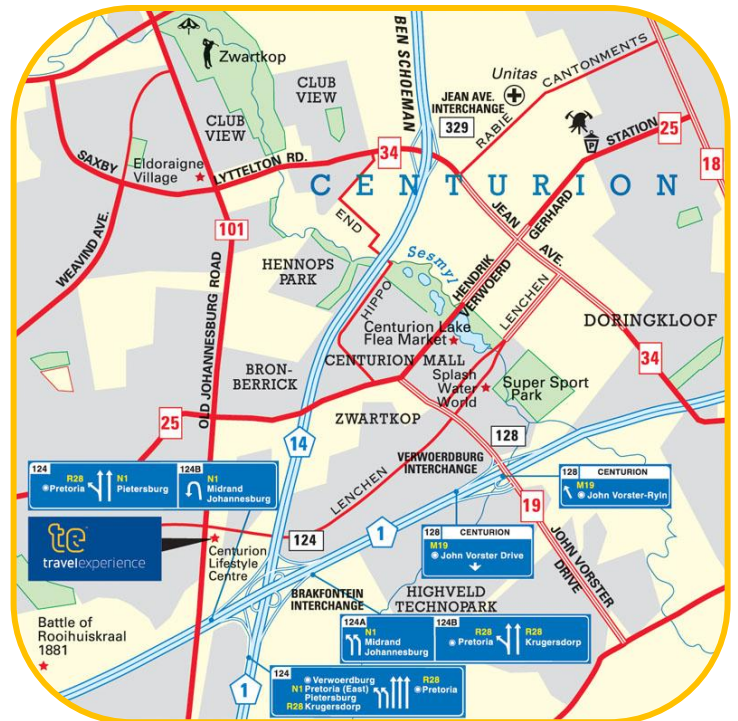 Zwartkop
CLUB
VIEW
CLUB
VIEW
BEN SCHOEMAN
JEAN AVE.
INTERCHANGE
329
Unitas
RABIE
CANTONMENTS
STATION
25
18
SAXBY
Eldoraigne
Village
LYTTELTON RD.
34
CENTURION
WEAVIND AVE.
101
END
JEAN
AVE
GERHARD
HENNOPS
PARK
Sesmyl
HIPPO
HENDRIK
VERWOERD
LENCHEN
DORINGKLOOF
OLD JOHANNESBURG ROAD
Centurion Lake
Flea Market
34
BRON-
BERRICK
CENTURION MALL
Splash
Water
World
Super Sport
Park
25
ZWARTKOP
14
128
VERWOERDBURG
INTERCHANGE
LENCHEN
124
R28
Pretoria
N1
Pietersburg
124B
N1
Midrand
Johannesburg
128
CENTURION
M19
John Vorster-Ryln
19
te
travelexperience
124
1
128
CENTURION
M19
John Vorster Drive
Centurion
Lifestyle
Centre
JOHN VORSTER
DRIVE
BRAKFONTEIN
INTERCHANGE
HIGHVELD
TECHNOPARK
Battle of
Rooihuiskraal
1881
124A
N1
Midrand
Johannesburg
124B
R28
Pretoria
R28
Krugersdorp
1
124
Verwoerdburg
N1 Pretoria (East)
Pietersburg
R28 Krugersdorp
R28
Pretoria
P